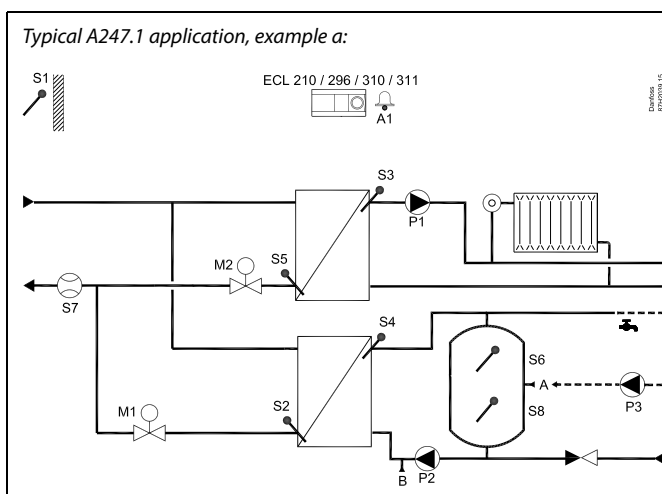 Typical A247.1 application, example a:
S1
ECL 210 / 296 / 310 / 311
A1
Danfoss
S3
P1
S5
M2
S7
S4
S6
A
S8
P3
M1
S2
B
P2